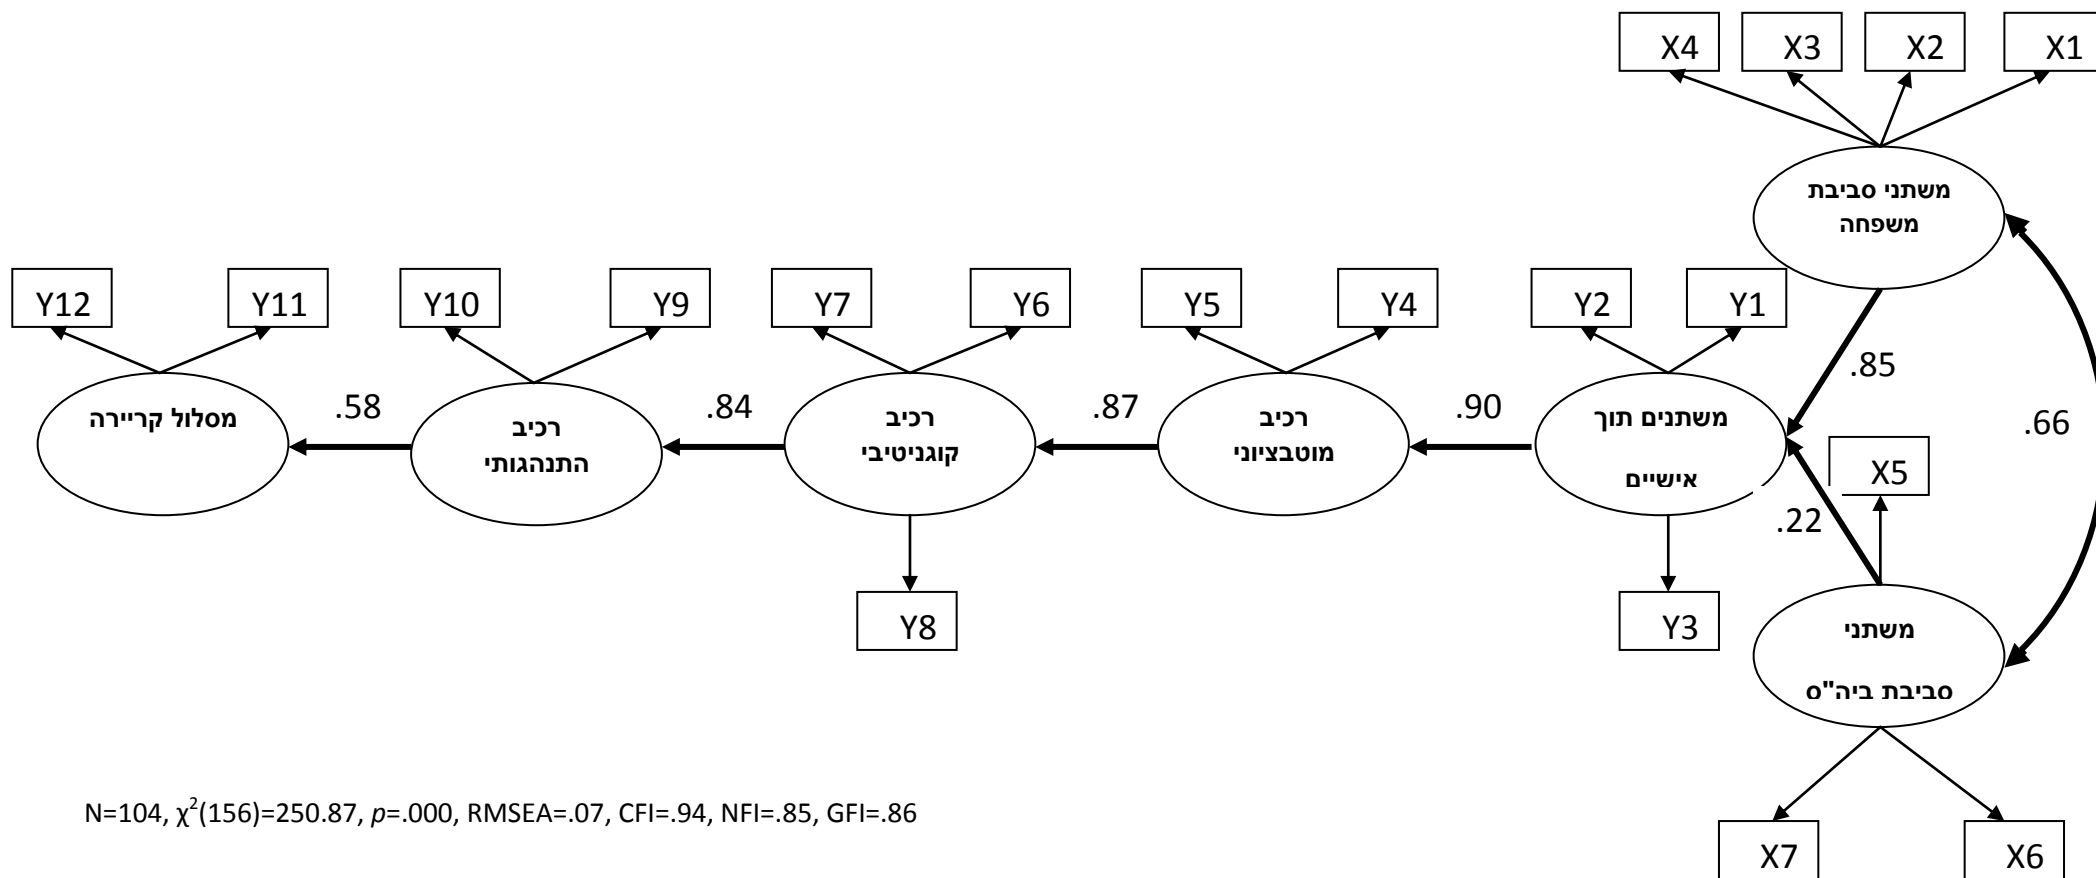 X4 X3 X2 X1
משתני סביבת
משפחה
Y12 Y11 Y10 Y9 Y7 Y6 Y5 Y4 Y2 Y1
.85
מסלול קריירה
.58
רכיב
התנהגותי
.84
רכיב
קוגניטיבי
.87
רכיב
מוטבציוני
.90
משתנים תוך
אישיים
.66
X5
.22
Y8
Y3
משתני
סביבת ביה"ס
N=104, χ²(156)=250.87, p=.000, RMSEA=.07, CFI=.94, NFI=.85, GFI=.86
X7 X6